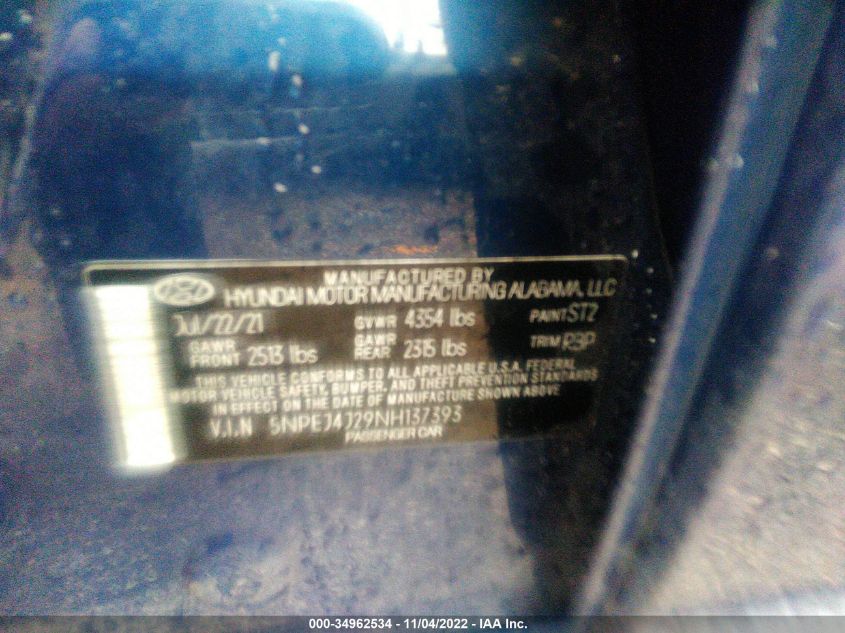 MANUFACTURED BY
HYUNDAI MOTOR MANUFACTURING ALABAMA, LLC
JUL/22/21 GVWR 4354 lbs PAINT ST2
GAWR FRONT 2513 lbs GAWR REAR 2315 lbs TRIM
THIS VEHICLE CONFORMS TO ALL APPLICABLE U.S.A. FEDERAL
MOTOR VEHICLE SAFETY, BUMPER, AND THEFT PREVENTION STANDARDS
IN EFFECT ON THE DATE OF MANUFACTURE SHOWN ABOVE
V.I.N 5NPEJ4J29NH137393
PASSENGER CAR
000-34962534 - 11/04/2022 - IAA Inc.